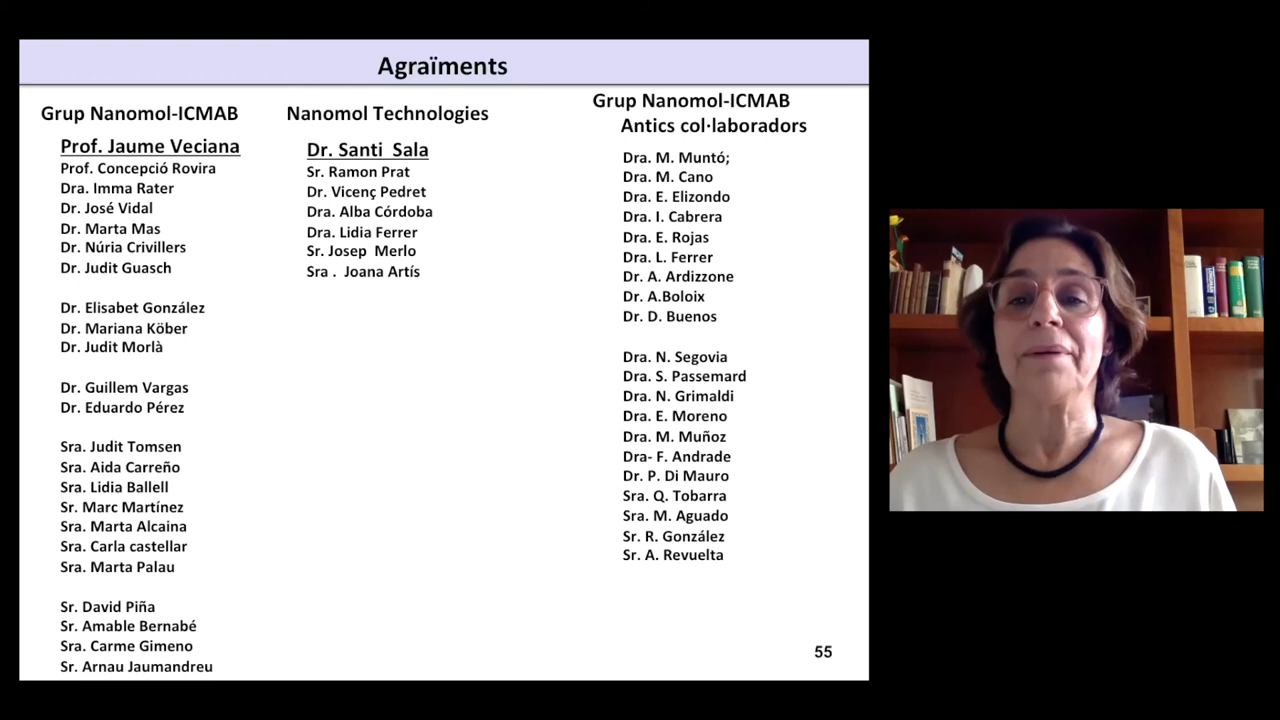 Agraïments
Grup Nanomol-ICMAB
Prof. Jaume Veciana
Prof. Concepció Rovira
Dra. Imma Rater
Dr. José Vidal
Dr. Marta Mas
Dr. Núria Crivillers
Dr. Judit Guasch
Dr. Elisabet González
Dr. Mariana Köber
Dr. Judit Morlà
Dr. Guillem Vargas
Dr. Eduardo Pérez
Sra. Judit Tomsen
Sra. Aida Carreño
Sra. Lidia Ballell
Sr. Marc Martínez
Sra. Marta Alcaina
Sra. Carla castellar
Sra. Marta Palau
Sr. David Piña
Sr. Amable Bernabé
Sra. Carme Gimeno
Sr. Arnau Jaumandreu
Nanomol Technologies
Dr. Santi Sala
Sr. Ramon Prat
Dr. Vicenç Pedret
Dra. Alba Córdoba
Dra. Lidia Ferrer
Sr. Josep Merlo
Sra . Joana Artís
Grup Nanomol-ICMAB
Antics col·laboradors
Dra. M. Muntó;
Dra. M. Cano
Dra. E. Elizondo
Dra. I. Cabrera
Dra. E. Rojas
Dra. L. Ferrer
Dr. A. Ardizzone
Dr. A.Boloix
Dr. D. Buenos
Dra. N. Segovia
Dra. S. Passemard
Dra. N. Grimaldi
Dra. E. Moreno
Dra. M. Muñoz
Dra- F. Andrade
Dr. P. Di Mauro
Sra. Q. Tobarra
Sra. M. Aguado
Sr. R. González
Sr. A. Revuelta
55